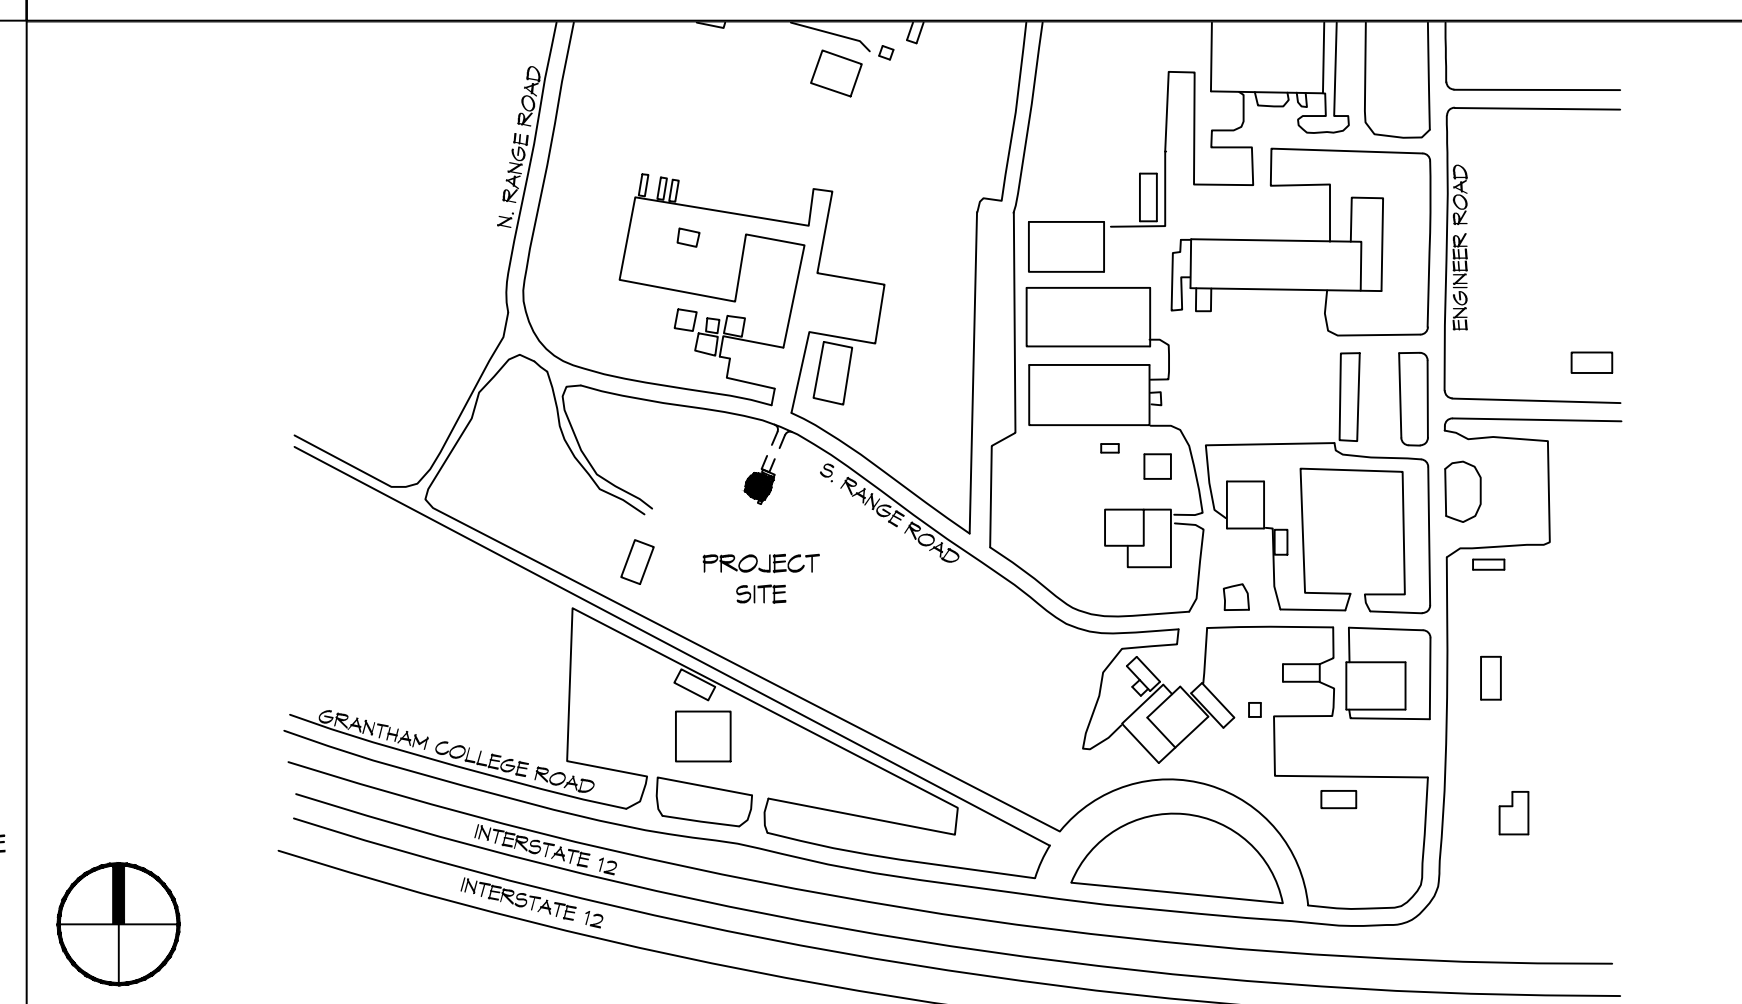 N. RANGE ROAD
ENGINEER ROAD
S. RANGE ROAD
PROJECT
SITE
GRANTHAM COLLEGE ROAD
INTERSTATE 12
INTERSTATE 12
E